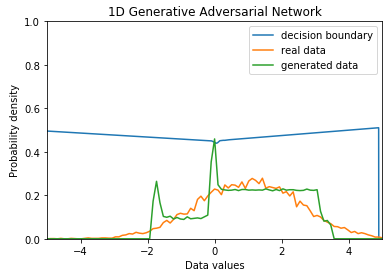 1D Generative Adversarial Network
decision boundary
real data
generated data
Probability density
1.0
0.8
0.6
0.4
0.2
0.0
−4
−2
0
2
4
Data values